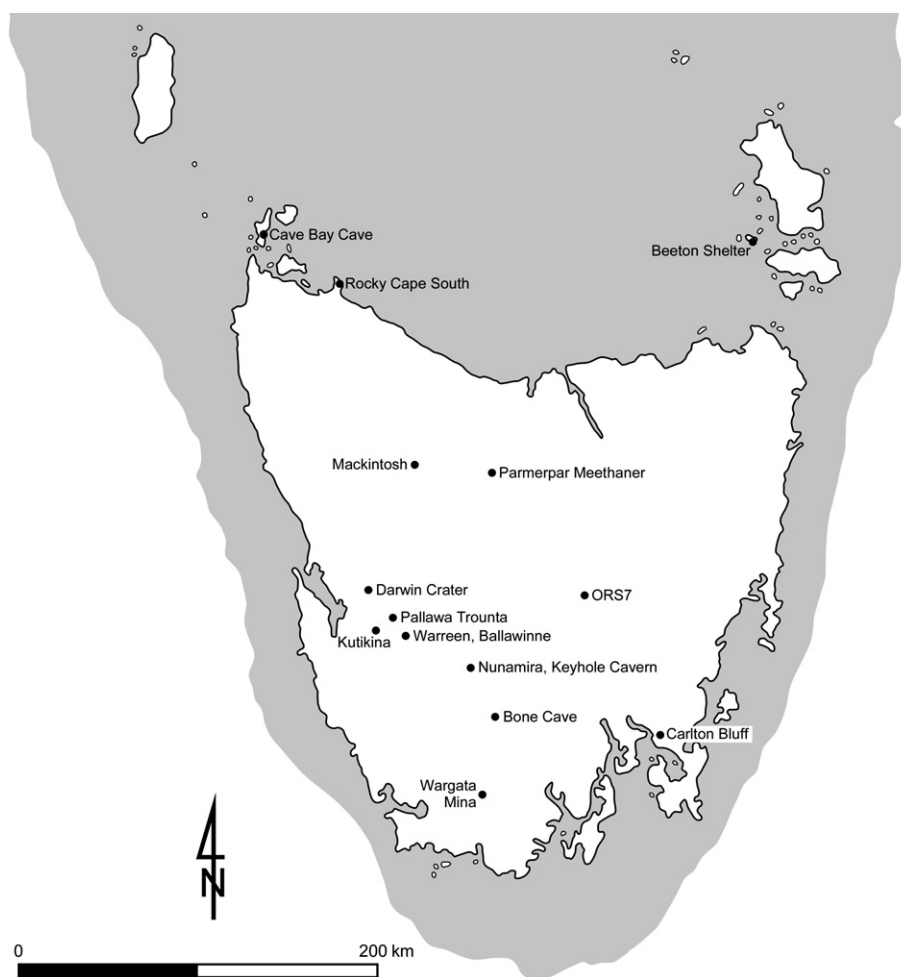 Cave Bay Cave
Beeton Shelter
Rocky Cape South
Mackintosh
Parmerpar Meethaner
Darwin Crater
ORS7
Pallawa Trounta
Kutikina
Warreen, Ballawinne
Nunamira, Keyhole Cavern
Bone Cave
Carlton Bluff
Wargata
Mina
N
0
200 km